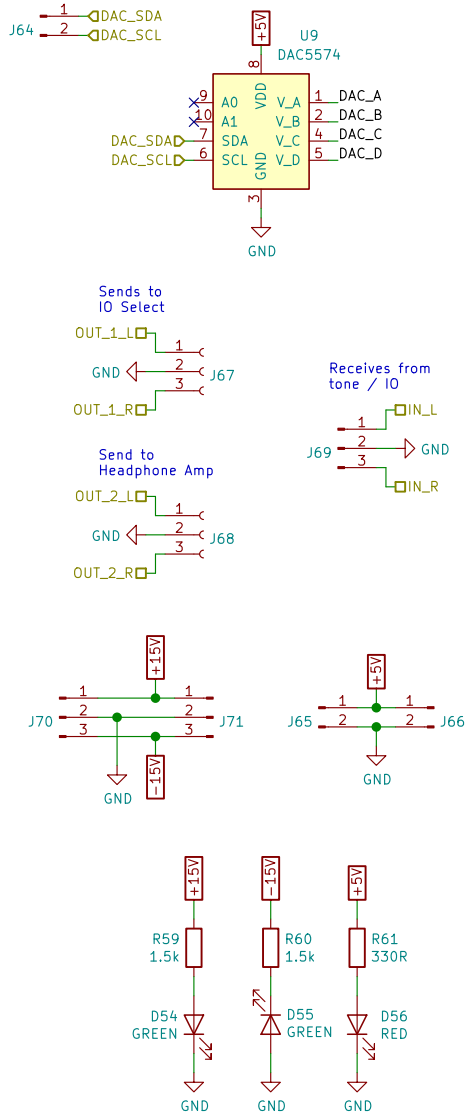 J64
1
DAC_SDA
2
DAC_SCL
+5V
U9
DAC5574
8
VDD
9
A0
10
A1
DAC_SDA
7
SDA
DAC_SCL
6
SCL
V_A
1
DAC_A
V_B
2
DAC_B
V_C
4
DAC_C
V_D
5
DAC_D
GND
3
GND
Sends to
IO Select
OUT_1_L
1
GND
2
J67
3
OUT_1_R
Receives from
tone / IO
IN_L
1
J69
2
GND
3
IN_R
Send to
Headphone Amp
OUT_2_L
1
GND
2
J68
3
OUT_2_R
+15V
1
1
J70
2
2
J71
3
3
-15V
GND
+5V
1
1
J65
J66
2
2
GND
+15V
R59
1.5k
D54
GREEN
GND
-15V
R60
1.5k
D55
GREEN
GND
+5V
R61
330R
D56
RED
GND